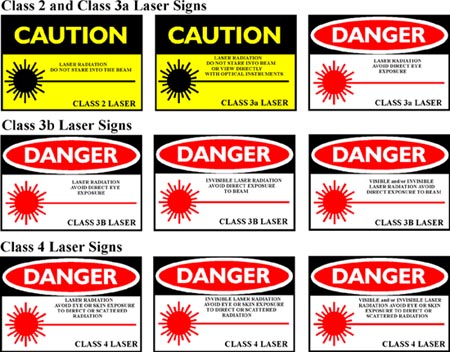 Class 2 and Class 3a Laser Signs
CAUTION
LASER RADIATION
DO NOT STARE INTO THE BEAM
CLASS 2 LASER
CAUTION
LASER RADIATION
DO NOT STARE INTO BEAM
OR VIEW DIRECTLY
WITH OPTICAL INSTRUMENTS
CLASS 3a LASER
DANGER
LASER RADIATION
AVOID DIRECT EYE
EXPOSURE
CLASS 3a LASER
Class 3b Laser Signs
DANGER
LASER RADIATION
AVOID DIRECT EYE
EXPOSURE
CLASS 3B LASER
DANGER
INVISIBLE LASER RADIATION
AVOID DIRECT EXPOSURE
TO BEAM
CLASS 3B LASER
DANGER
VISIBLE and/or INVISIBLE
LASER RADIATION AVOID
DIRECT EXPOSURE TO BEAM
CLASS 3B LASER
Class 4 Laser Signs
DANGER
LASER RADIATION
AVOID EYE OR SKIN EXPOSURE
TO DIRECT OR SCATTERED
RADIATION
CLASS 4 LASER
DANGER
INVISIBLE LASER RADIATION
AVOID EYE OR SKIN EXPOSURE
TO DIRECT OR SCATTERED
RADIATION
CLASS 4 LASER
DANGER
VISIBLE and/or INVISIBLE LASER
RADIATION AVOID EYE OR SKIN
EXPOSURE TO DIRECT OR
SCATTERED RADIATION
CLASS 4 LASER